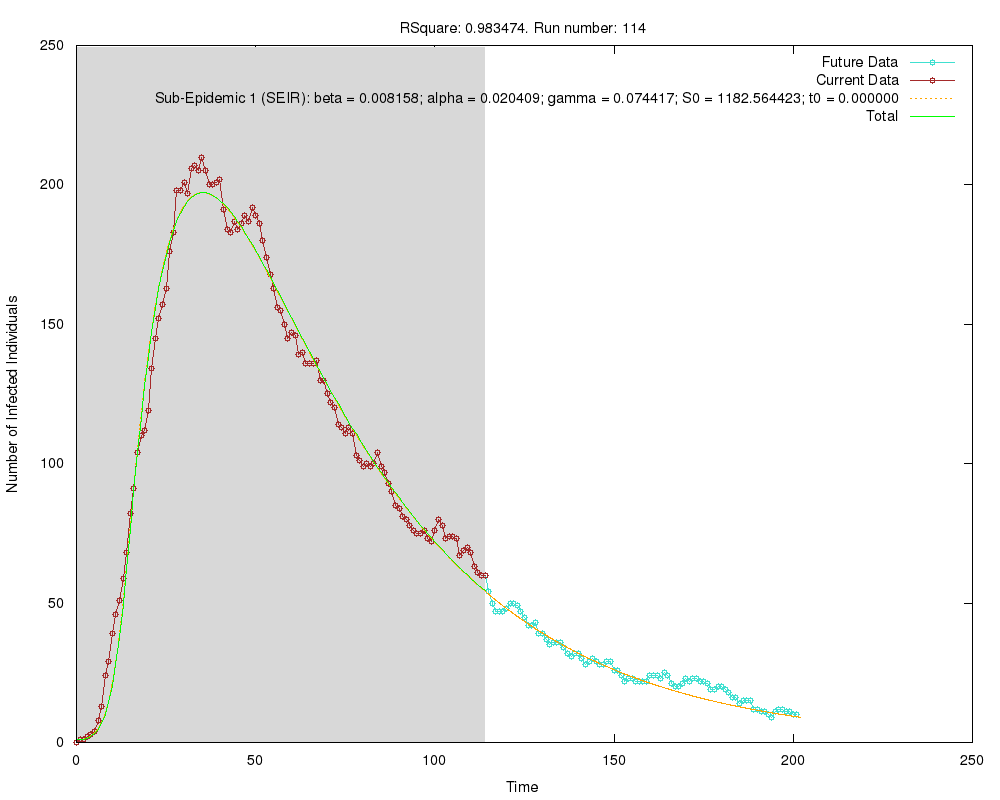 RSquare: 0.983474. Run number: 114
Future Data
Current Data
Sub-Epidemic 1 (SEIR): beta = 0.008158; alpha = 0.020409; gamma = 0.074417; S0 = 1182.564423; t0 = 0.000000
Total
250
200
150
100
50
0
Number of Infected Individuals
0 50 100 150 200 250
Time